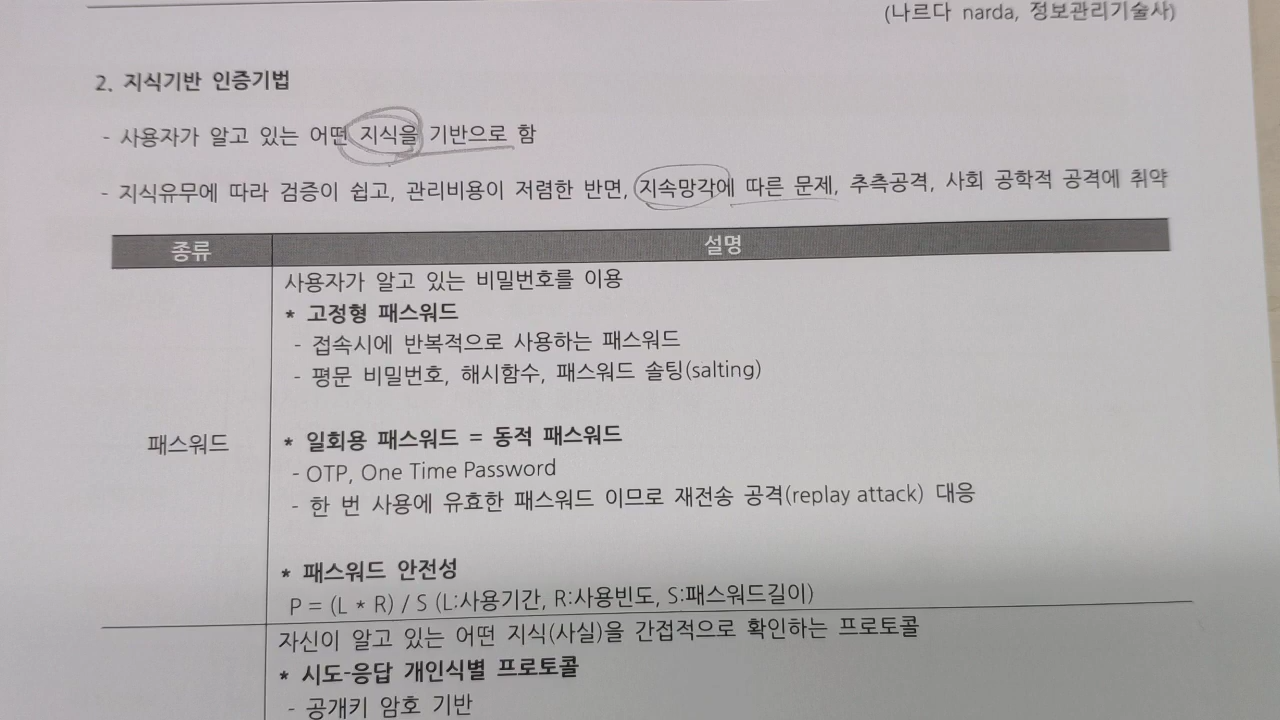 (나르다 narda, 정보관리기술사)
2. 지식기반 인증기법
- 사용자가 알고 있는 어떤 지식을 기반으로 함
- 지식유무에 따라 검증이 쉽고, 관리비용이 저렴한 반면, 지속망각에 따른 문제, 추측공격, 사회 공학적 공격에 취약
종류 설명
사용자가 알고 있는 비밀번호를 이용
* 고정형 패스워드
- 접속시에 반복적으로 사용하는 패스워드
- 평문 비밀번호, 해시함수, 패스워드 솔팅(salting)
패스워드
* 일회용 패스워드 = 동적 패스워드
- OTP, One Time Password
- 한 번 사용에 유효한 패스워드 이므로 재전송 공격(replay attack) 대응
* 패스워드 안전성
P = (L * R) / S (L:사용기간, R:사용빈도, S:패스워드길이)
자신이 알고 있는 어떤 지식(사실)을 간접적으로 확인하는 프로토콜
* 시도-응답 개인식별 프로토콜
- 공개키 암호 기반